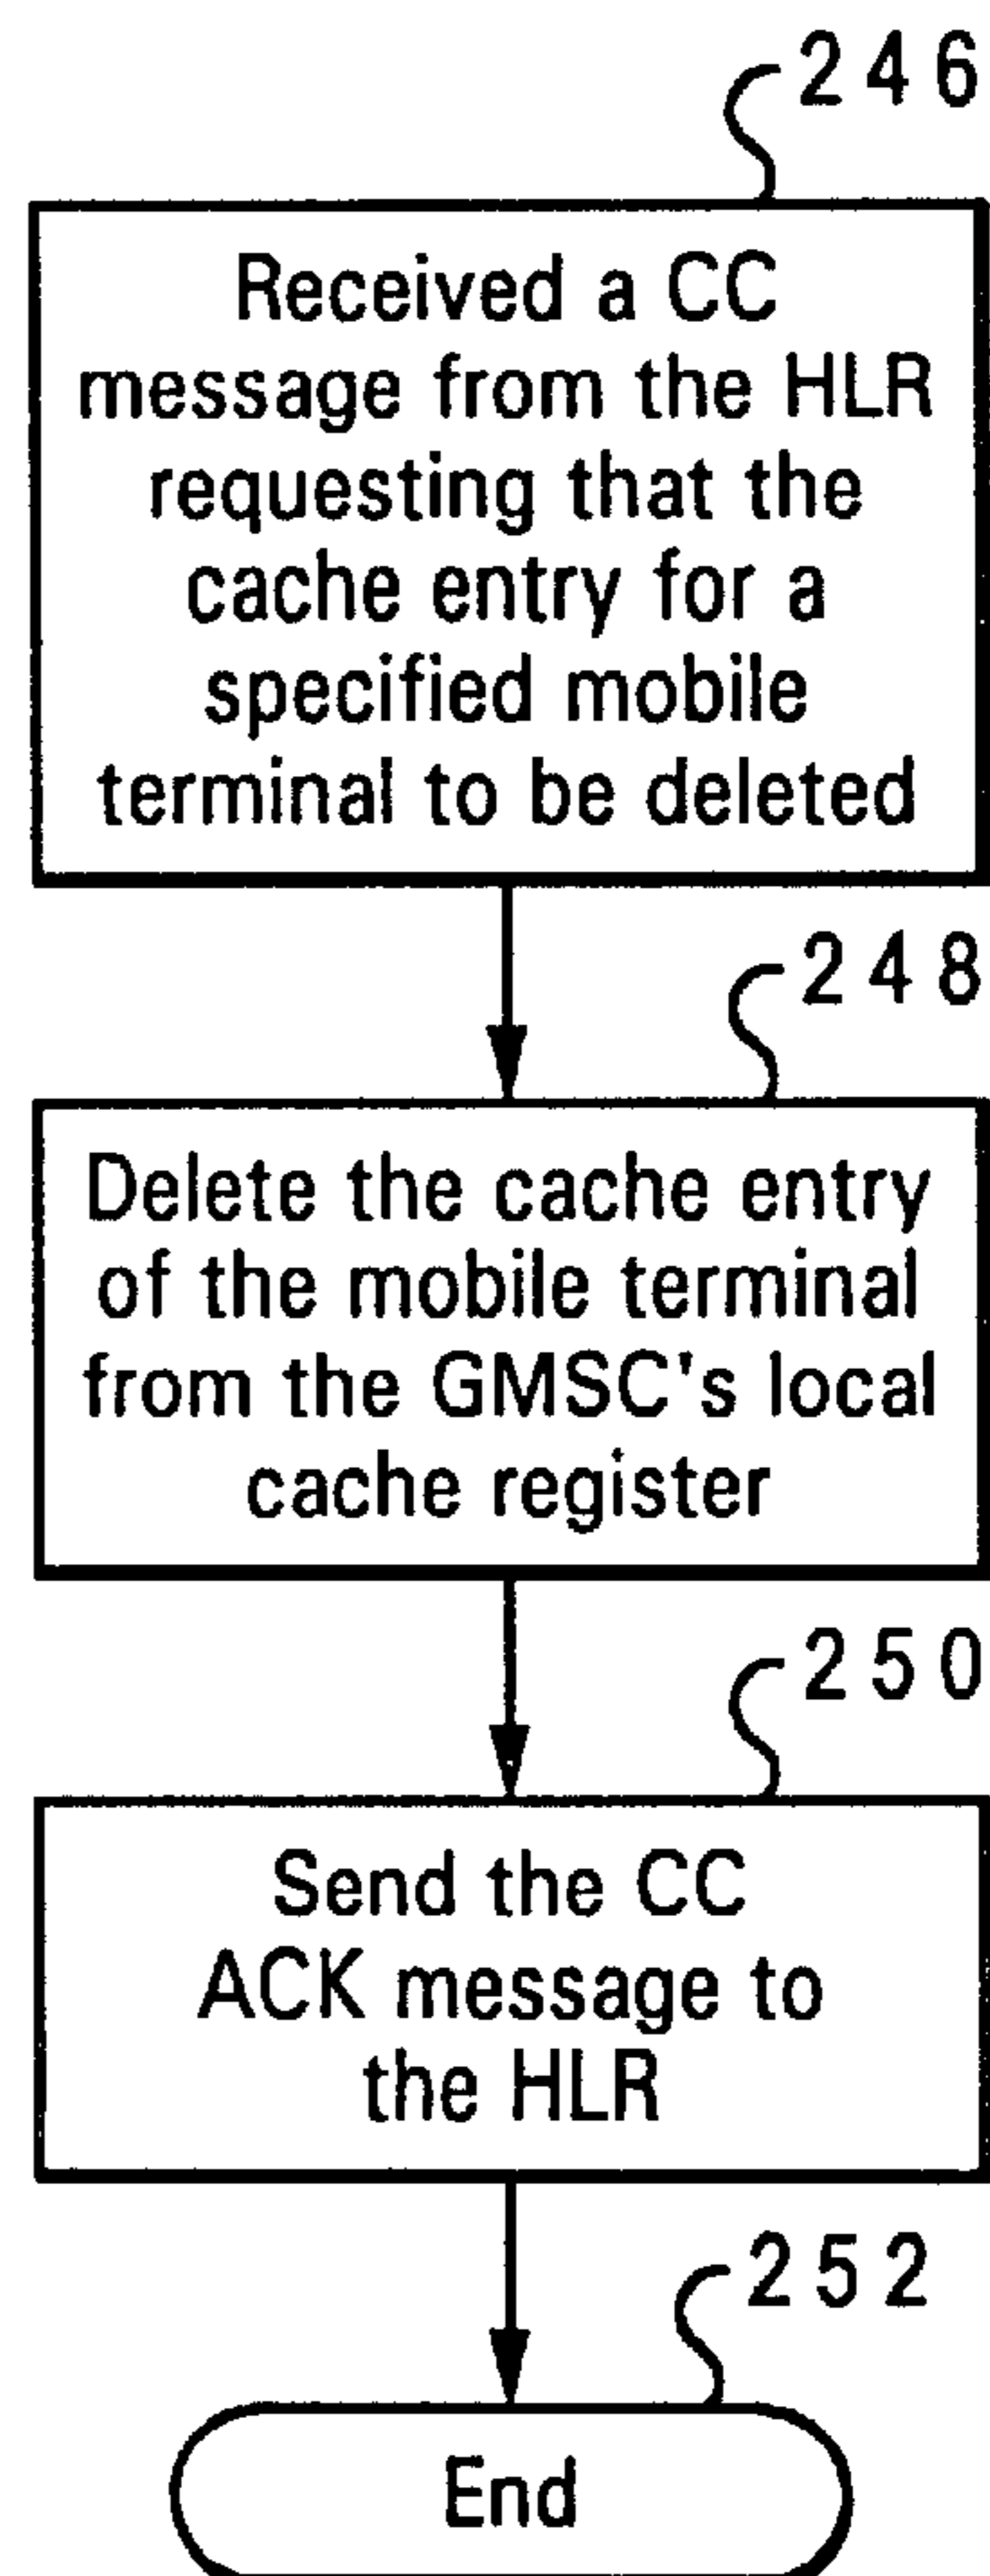 246
Received a CC
message from the HLR
requesting that the
cache entry for a
specified mobile
terminal to be deleted
248
Delete the cache entry
of the mobile terminal
from the GMSC's local
cache register
250
Send the CC
ACK message to
the HLR
252
End